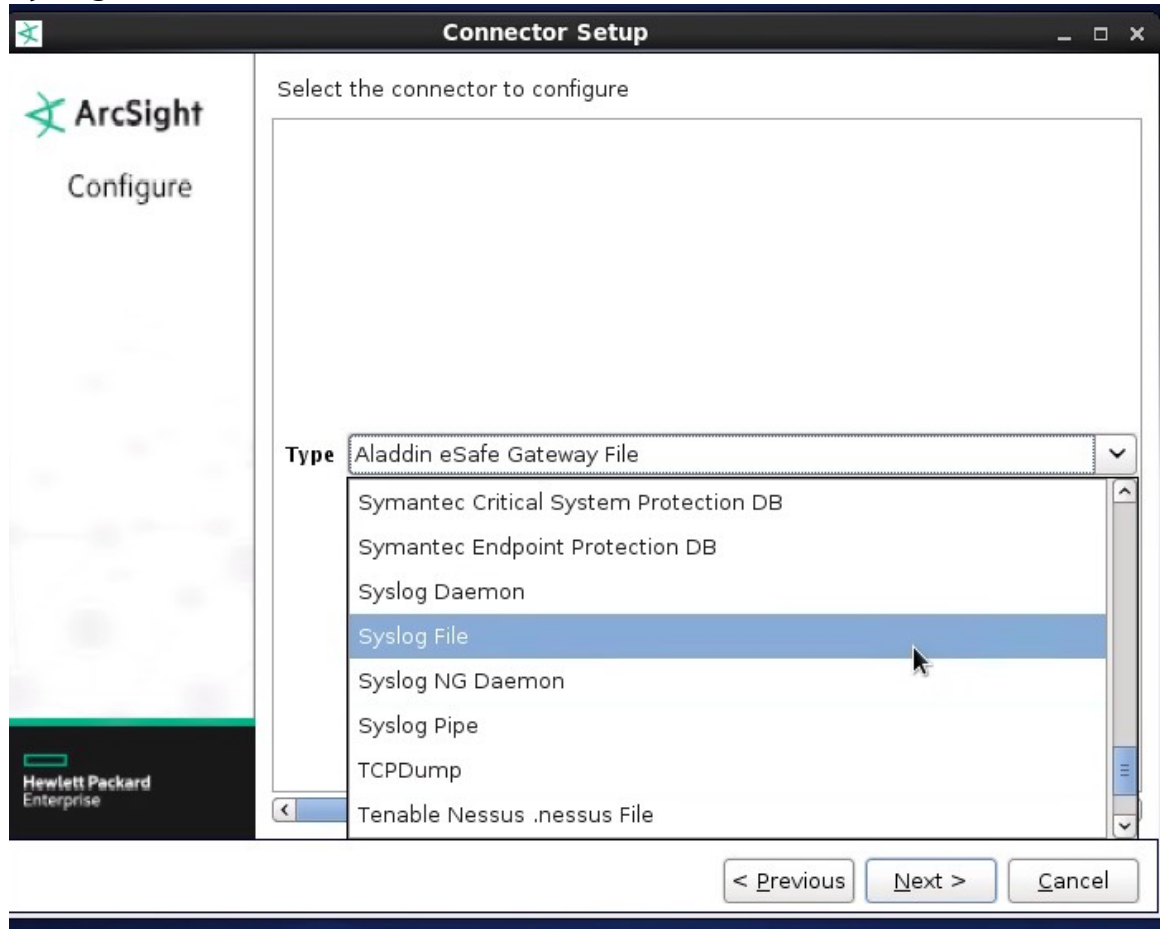 Connector Setup
ArcSight
Configure
Select the connector to configure
Type
Aladdin eSafe Gateway File
Symantec Critical System Protection DB
Symantec Endpoint Protection DB
Syslog Daemon
Syslog File
Syslog NG Daemon
Syslog Pipe
TCPDump
Tenable Nessus .nessus File
Hewlett Packard
Enterprise
< Previous
Next >
Cancel